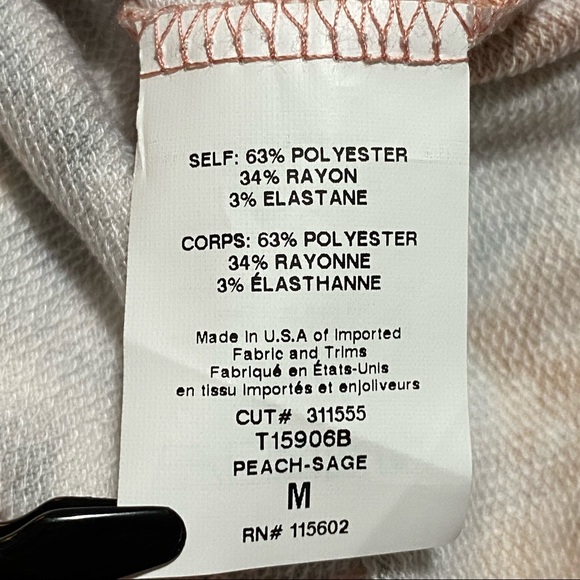 SELF: 63% POLYESTER
34% RAYON
3% ELASTANE
CORPS: 63% POLYESTER
34% RAYONNE
3% ÉLASTHANNE
Made in U.S.A of Imported
Fabric and Trims
Fabriqué en États-Unis
en tissu importés et enjoliveurs
CUT# 311555
T15906B
PEACH-SAGE
M
RN# 115602